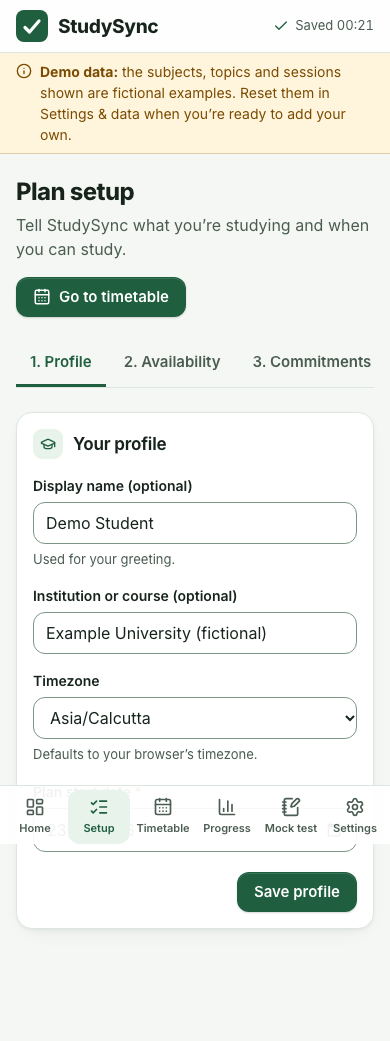 StudySync
Saved 00:21
Demo data: the subjects, topics and sessions
shown are fictional examples. Reset them in
Settings & data when you’re ready to add your
own.
Plan setup
Tell StudySync what you’re studying and when
you can study.
Go to timetable
1. Profile
2. Availability
3. Commitments
Your profile
Display name (optional)
Demo Student
Used for your greeting.
Institution or course (optional)
Example University (fictional)
Timezone
Asia/Calcutta
Defaults to your browser’s timezone.
Plan start date *
Home
Setup
Timetable
Progress
Mock test
Settings
Save profile